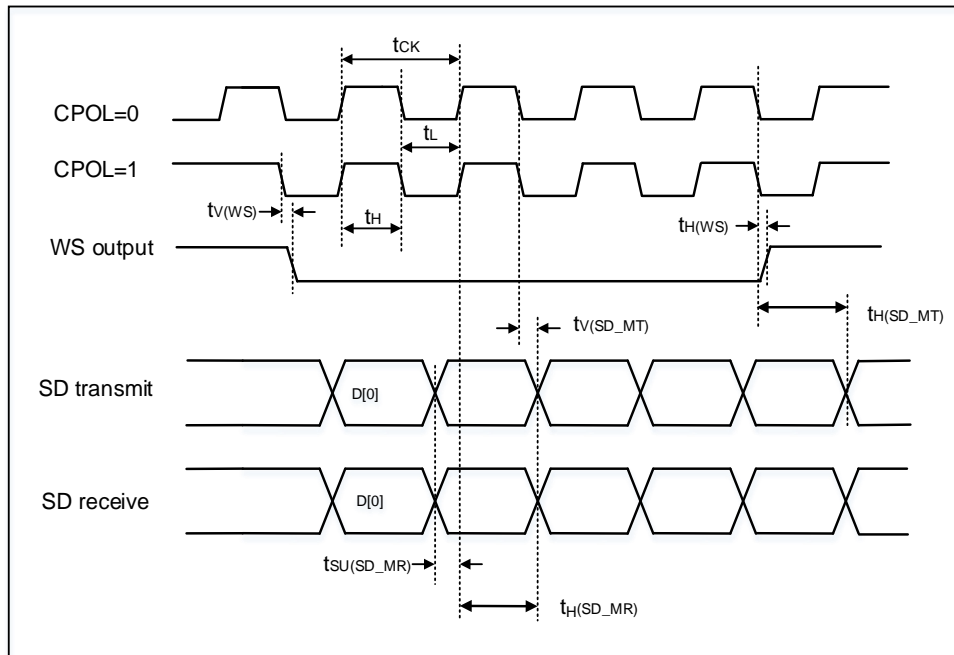 tCK
CPOL=0
tL
CPOL=1
tV(WS)
tH
tH(WS)
WS output
tV(SD_MT)
tH(SD_MT)
SD transmit
D[0]
SD receive
D[0]
tSU(SD_MR)
tH(SD_MR)